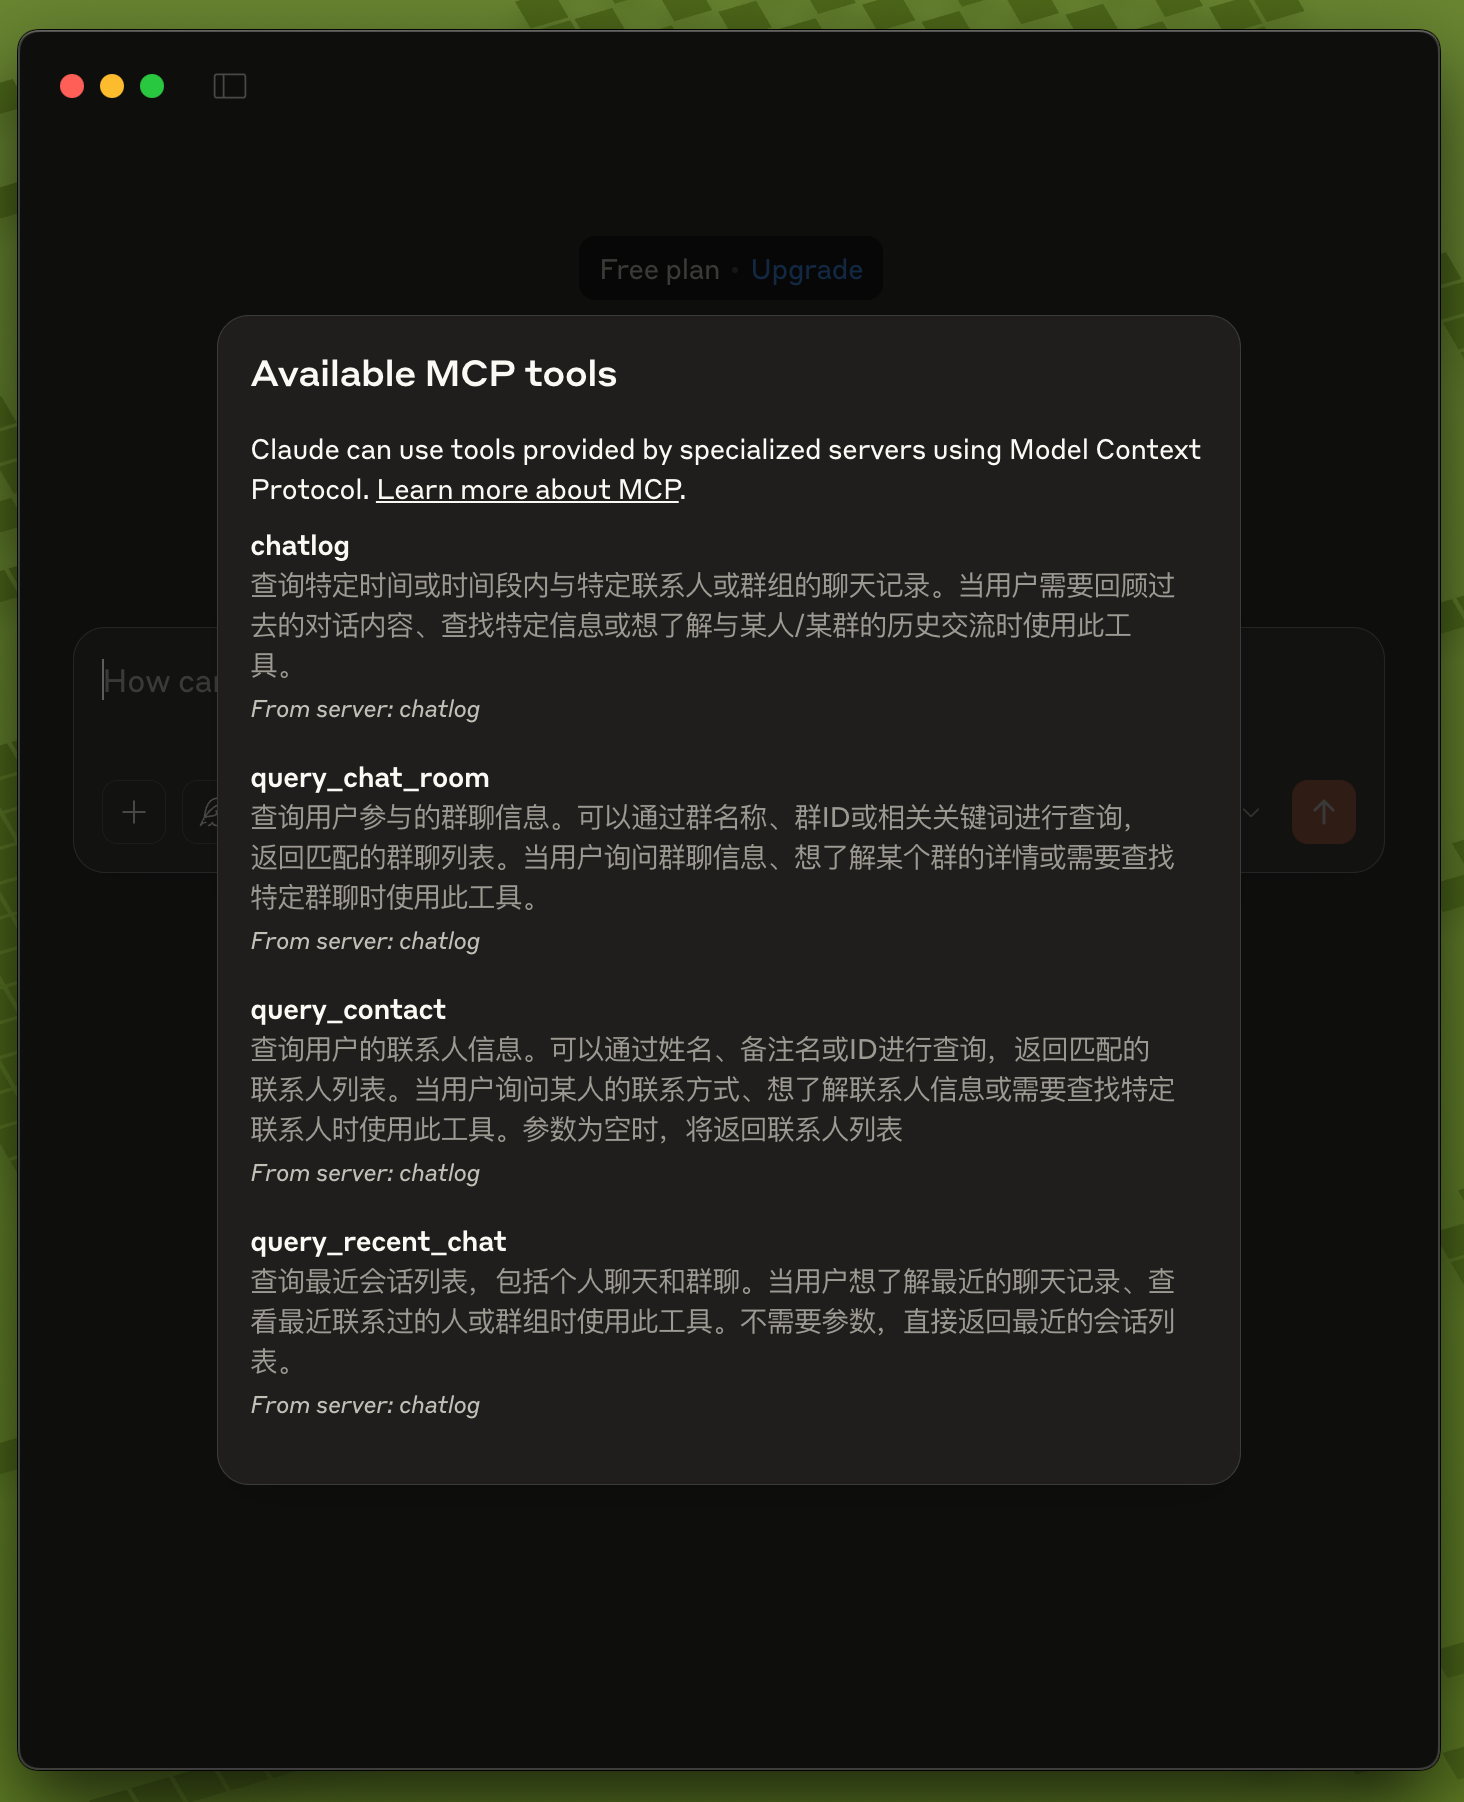 Free plan • Upgrade
Available MCP tools
Claude can use tools provided by specialized servers using Model Context
Protocol. Learn more about MCP.
chatlog
查询特定时间或时间段内与特定联系人或群组的聊天记录。当用户需要回顾过
去的对话内容、查找特定信息或想了解与某人/某群的历史交流时使用此工
具。
From server: chatlog
How can
query_chat_room
查询用户参与的群聊信息。可以通过群名称、群ID或相关关键词进行查询，
返回匹配的群聊列表。当用户询问群聊信息、想了解某个群的详情或需要查找
特定群聊时使用此工具。
From server: chatlog
query_contact
查询用户的联系人信息。可以通过姓名、备注名或ID进行查询，返回匹配的
联系人列表。当用户询问某人的联系方式、想了解联系人信息或需要查找特定
联系人时使用此工具。参数为空时，将返回联系人列表
From server: chatlog
query_recent_chat
查询最近会话列表，包括个人聊天和群聊。当用户想了解最近的聊天记录、查
看最近联系过的人或群组时使用此工具。不需要参数，直接返回最近的会话列
表。
From server: chatlog